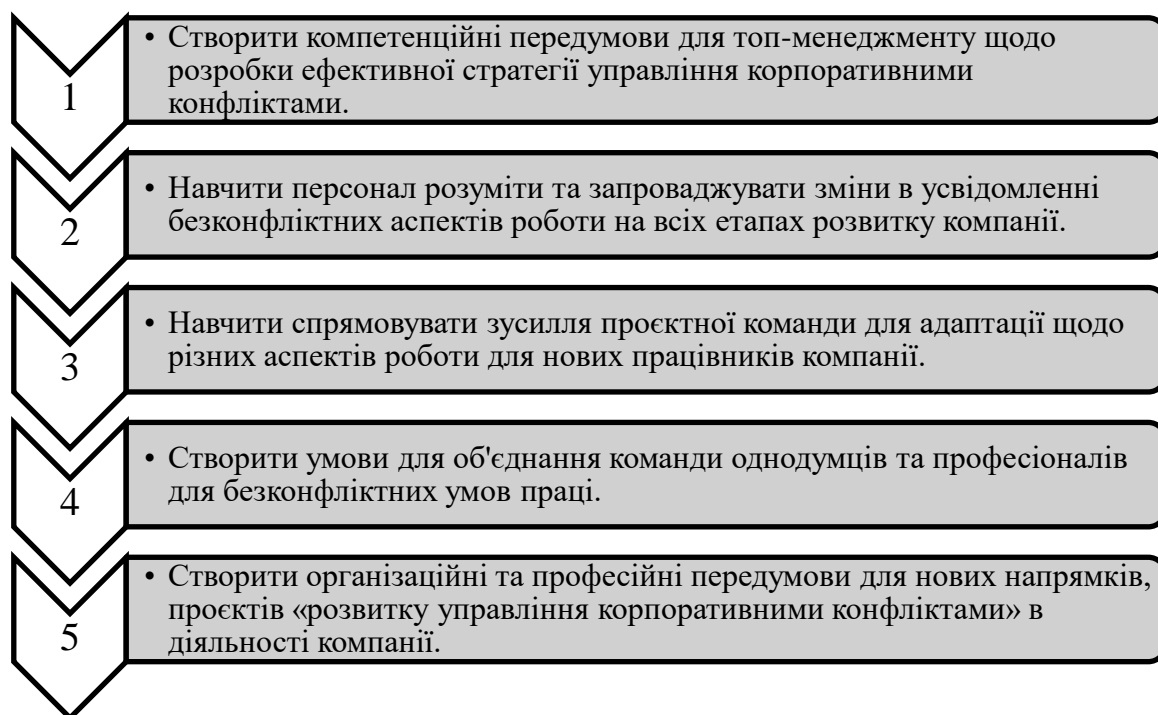 1
• Створити компетенційні передумови для топ-менеджменту щодо
розробки ефективної стратегії управління корпоративними
конфліктами.
2
• Навчити персонал розуміти та запроваджувати зміни в усвідомленні
безконфліктних аспектів роботи на всіх етапах розвитку компанії.
3
• Навчити спрямовувати зусилля проєктної команди для адаптації щодо
різних аспектів роботи для нових працівників компанії.
4
• Створити умови для об'єднання команди однодумців та професіоналів
для безконфліктних умов праці.
5
• Створити організаційні та професійні передумови для нових напрямків,
проєктів «розвитку управління корпоративними конфліктами» в
діяльності компанії.